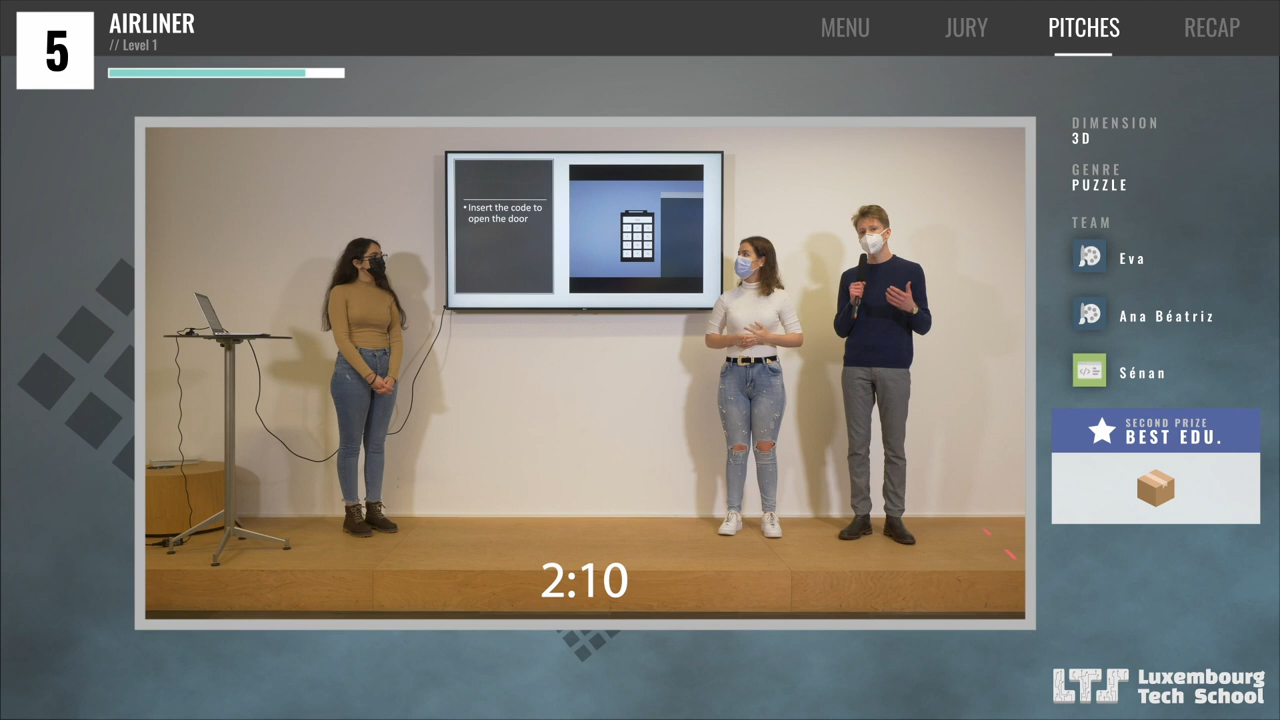 5
AIRLINER
// Level 1
MENU
JURY
PITCHES
RECAP
DIMENSION
3D
GENRE
PUZZLE
TEAM
Eva
Ana Béatriz
Sénan
SECOND PRIZE
BEST EDU.
• Insert the code to
open the door
</> 
2:10
LTS
Luxembourg
Tech School